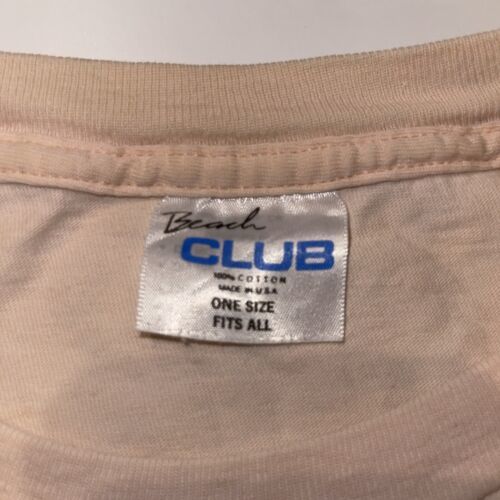 Beach
CLUB
100% COTTON
MADE IN U.S.A.
ONE SIZE
FITS ALL